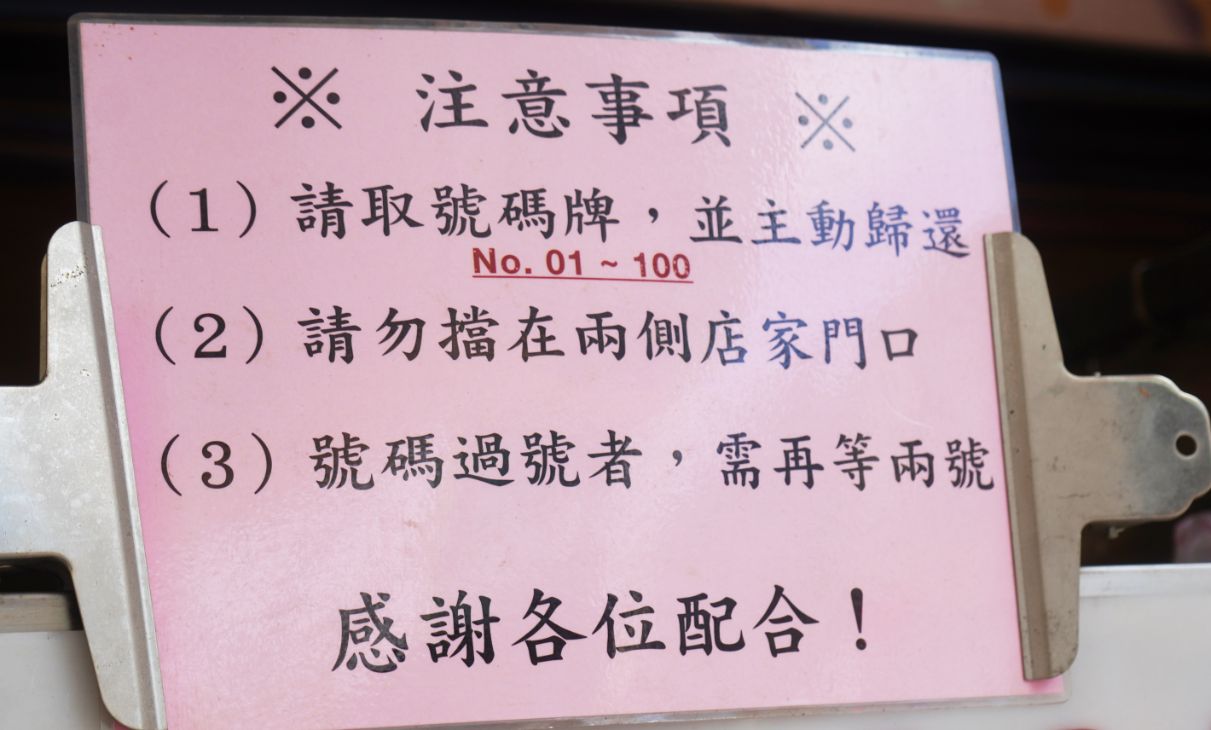 ※ 注意事項 ※
(1)請取號碼牌,並主動歸還
No. 01 ~ 100
(2)請勿擋在兩側店家門口
(3)號碼過號者,需再等兩號
感謝各位配合!